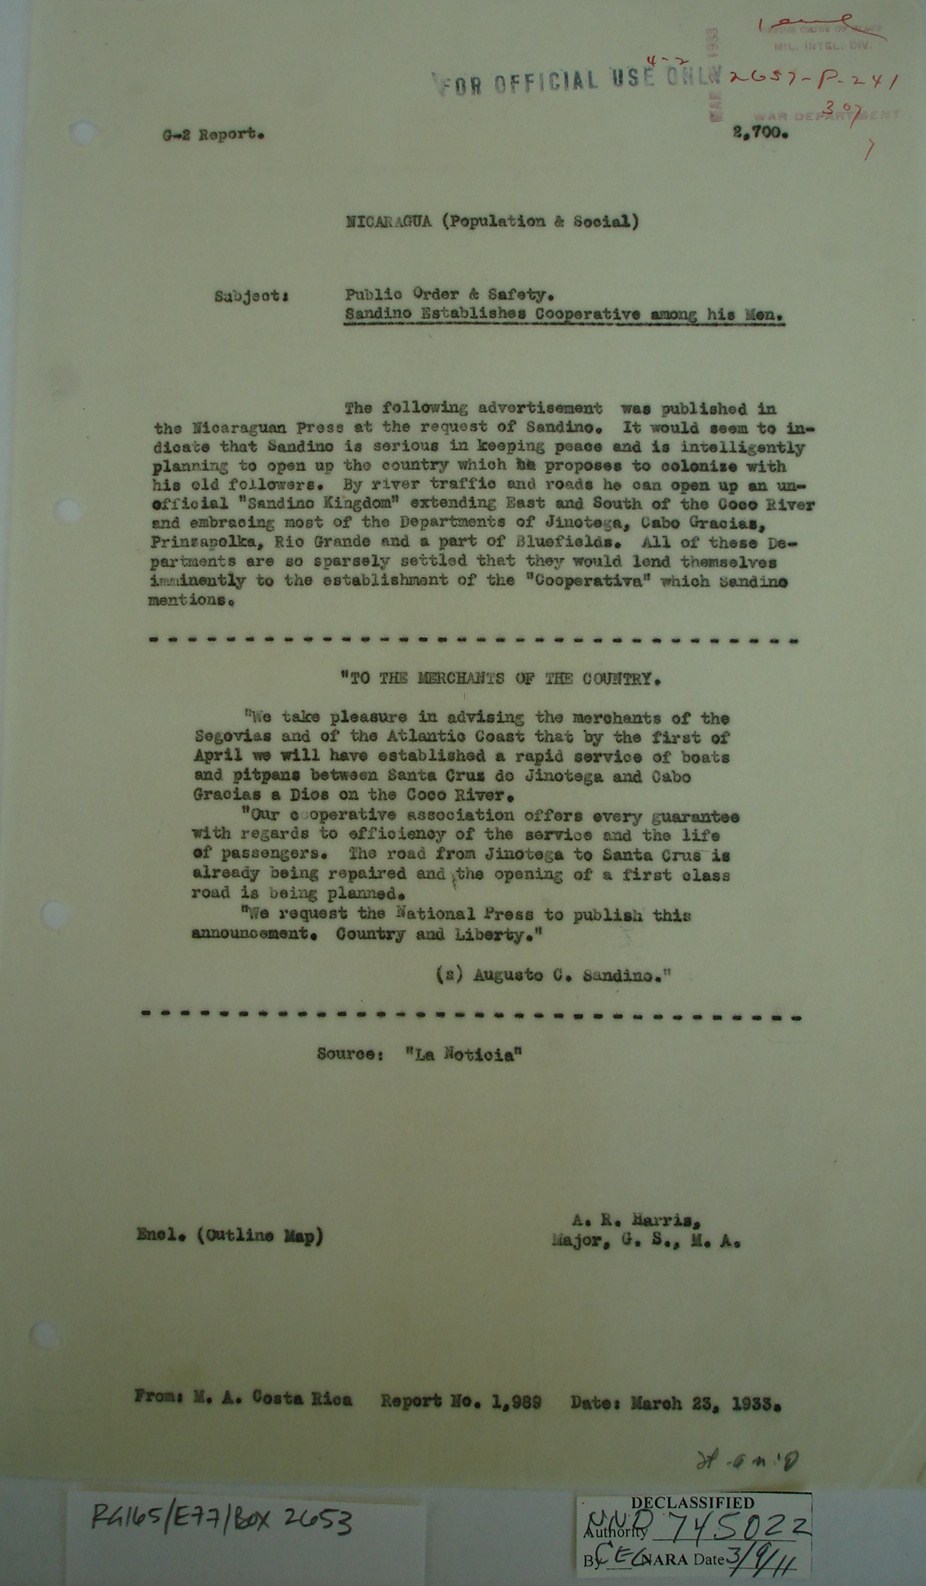 1 encl
MIL. INTEL. DIV.
4-2
FOR OFFICIAL USE ONLY 2657-P-241
307
WAR DEPARTMENT
G-2 Report. 2,700.
NICARAGUA (Population & Social)
Subject: Public Order & Safety.
Sandino Establishes Cooperative among his Men.
The following advertisement was published in
the Nicaraguan Press at the request of Sandino. It would seem to in-
dicate that Sandino is serious in keeping peace and is intelligently
planning to open up the country which he proposes to colonize with
his old followers. By river traffic and roads he can open up an un-
official "Sandino Kingdom" extending East and South of the Coco River
and embracing most of the Departments of Jinotega, Cabo Gracias,
Prinzapolka, Rio Grande and a part of Bluefields. All of these De-
partments are so sparsely settled that they would lend themselves
imminently to the establishment of the "Cooperativa" which Sandino
mentions.
"TO THE MERCHANTS OF THE COUNTRY.
"We take pleasure in advising the merchants of the
Segovias and of the Atlantic Coast that by the first of
April we will have established a rapid service of boats
and pitpans between Santa Crus de Jinotega and Cabo
Gracias a Dios on the Coco River.
"Our cooperative association offers every guarantee
with regards to efficiency of the service and the life
of passengers. The road from Jinotega to Santa Crus is
already being repaired and the opening of a first class
road is being planned.
"We request the National Press to publish this
announcement. Country and Liberty."
(s) Augusto C. Sandino."
Source: "La Noticia"
A. R. Harris,
Encl. (Outline Map) Major, G. S., M. A.
From: M. A. Costa Rica Report No. 1,989 Date: March 23, 1933.
RG165/E77/Box 2653
DECLASSIFIED
Authority NND 745022
By CEG NARA Date 3/9/11